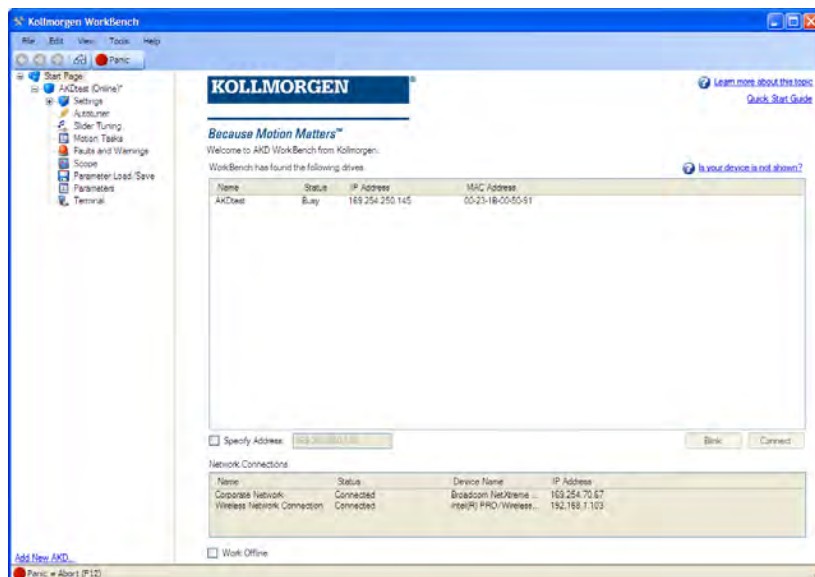 Kollmorgen WorkBench
File Edit View Tools Help
Panic
Start Page
AKDtest (Online)*
Settings
Autotuner
Slider Tuning
Motion Tasks
Faults and Warnings
Scope
Parameter Load/Save
Parameters
Terminal
Add New AKD...
KOLLMORGEN®
Because Motion Matters™
Learn more about this topic
Quick Start Guide
Welcome to AKD WorkBench from Kollmorgen.
WorkBench has found the following drives.
Is your device is not shown?
Name Status IP Address MAC Address
AKDtest Busy 169.254.250.145 00-23-1B-00-50-91
Specify Address:
Blink Connect
Network Connections
Name Status Device Name IP Address
Corporate Network Connected Broadcom NetXtreme ... 169.254.70.67
Wireless Network Connection Connected Intel(R) PRO/Wireless... 192.168.1.103
Work Offline
Panic = Abort (F12)